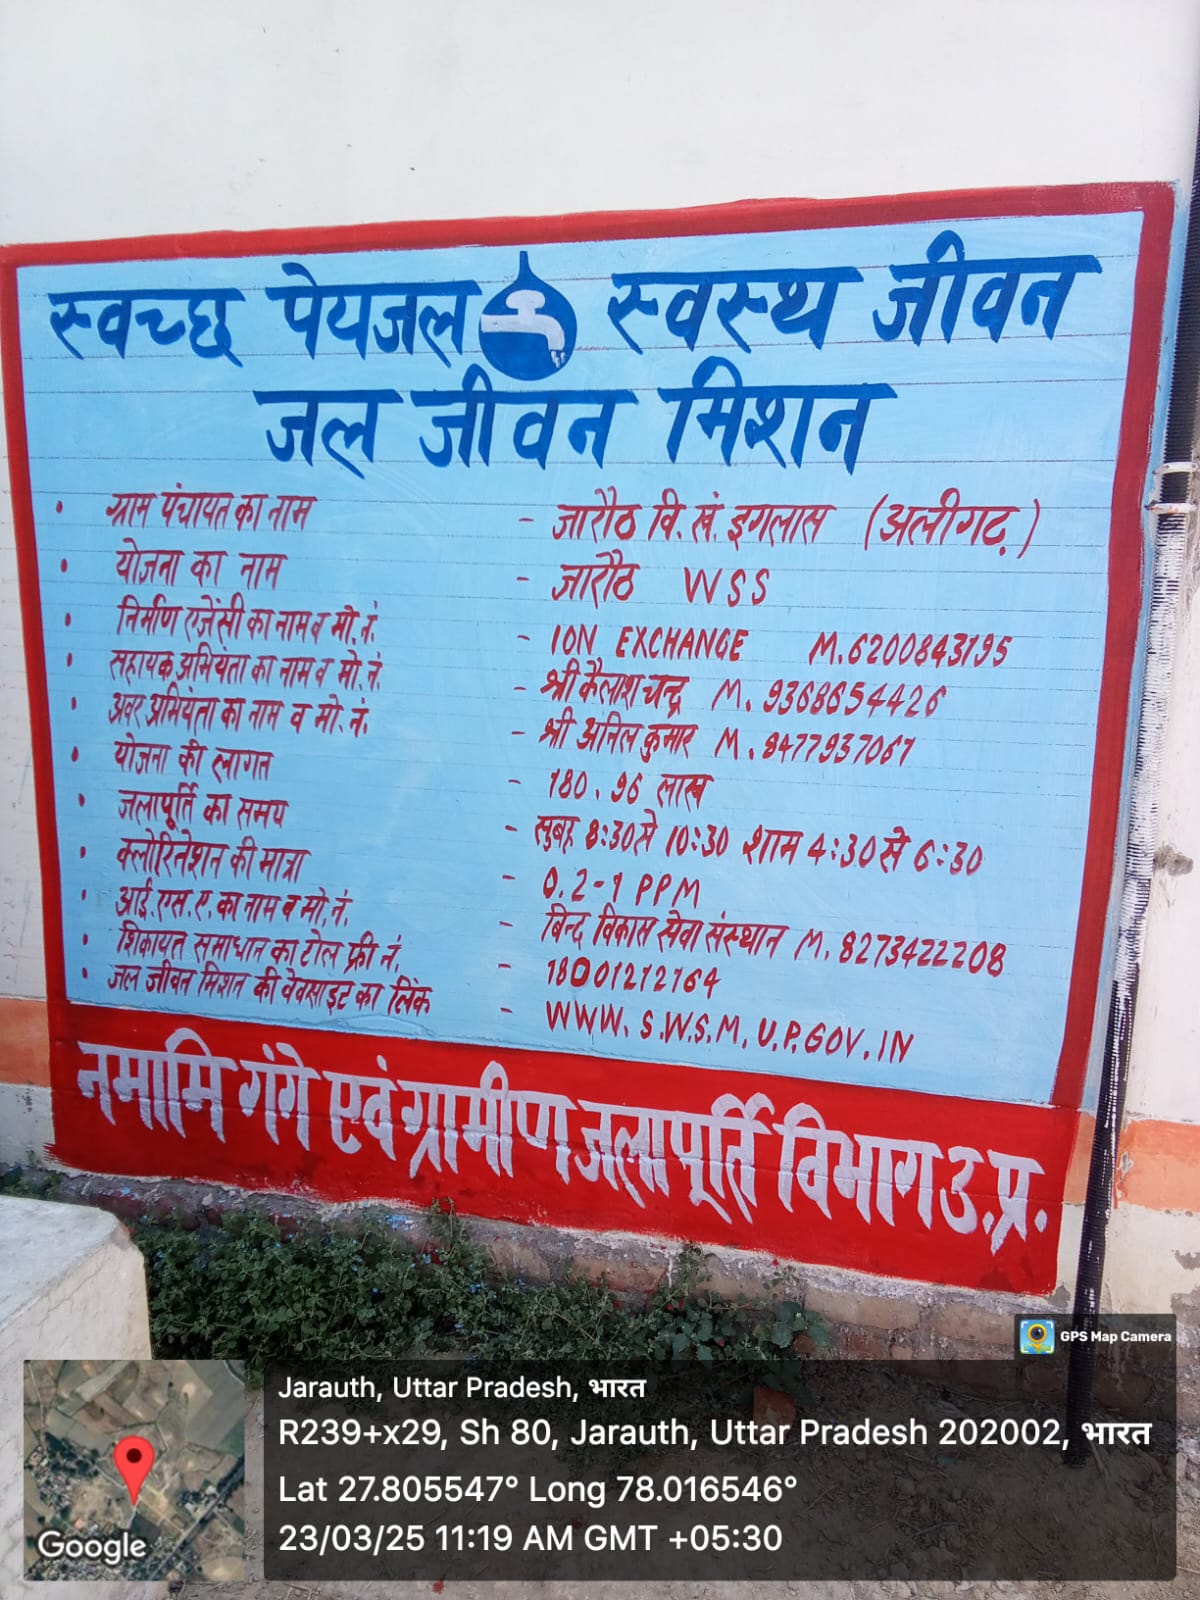 स्वच्छ पेयजल स्वस्थ जीवन
जल जीवन मिशन
• ग्राम पंचायत का नाम - जारौठ वि.खं. इगलास (अलीगढ़)
• योजना का नाम - जारौठ WSS
• निर्माण एजेंसी का नाम व मो.नं. - ION EXCHANGE M.6200843195
• सहायक अभियंता का नाम व मो.नं. - श्री कैलाश चन्द्र M. 9368654426
• अवर अभियंता का नाम व मो.नं. - श्री अनिल कुमार M. 8477937061
• योजना की लागत - 180.96 लाख
• जलापूर्ति का समय - सुबह 8:30 से 10:30 शाम 4:30 से 6:30
• क्लोरिनेशन की मात्रा - 0.2-1 PPM
• आई.एस.ए. का नाम व मो.नं. - बिन्द विकास सेवा संस्थान M. 8273422208
• शिकायत समाधान का टोल फ्री नं. - 18001212164
• जल जीवन मिशन की वेवसाइट का लिंक - WWW. S.W.S.M. U.P.GOV.IN
नमामि गंगे एवं ग्रामीण जलापूर्ति विभाग उ.प्र.
GPS Map Camera
Jarauth, Uttar Pradesh, भारत
R239+x29, Sh 80, Jarauth, Uttar Pradesh 202002, भारत
Lat 27.805547° Long 78.016546°
23/03/25 11:19 AM GMT +05:30
Google